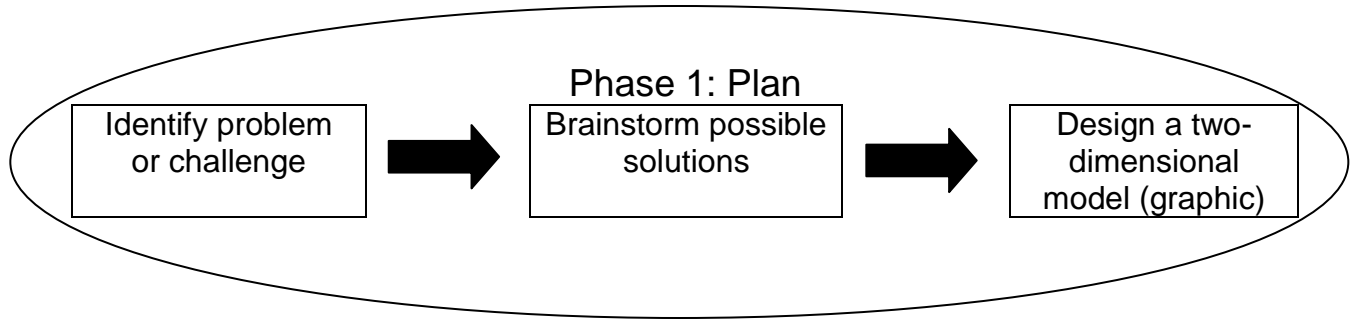 Phase 1: Plan
Identify problem
or challenge
Brainstorm possible
solutions
Design a two-
dimensional
model (graphic)